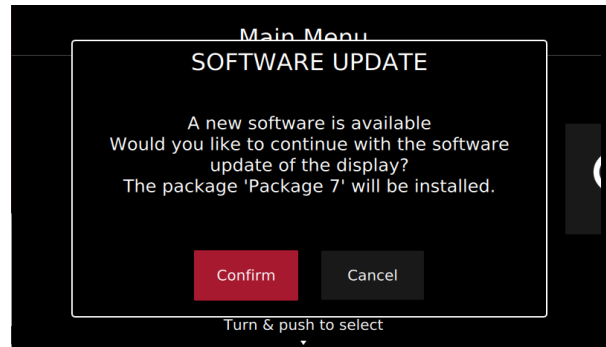 Main Menu
SOFTWARE UPDATE
A new software is available
Would you like to continue with the software
update of the display?
The package 'Package 7' will be installed.
Confirm
Cancel
Turn & push to select